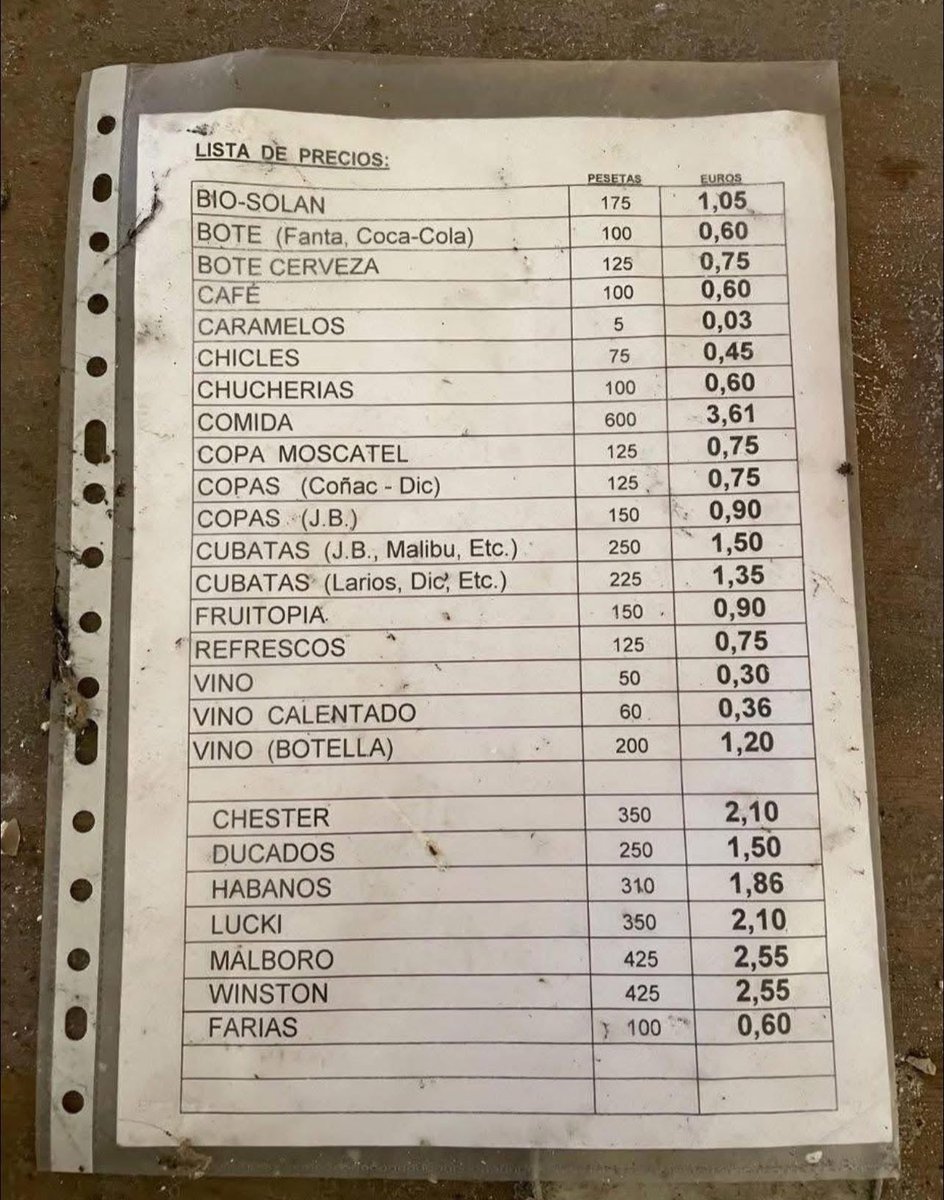 LISTA DE PRECIOS:
PESETAS EUROS
BIO-SOLAN 175 1,05
BOTE (Fanta, Coca-Cola) 100 0,60
BOTE CERVEZA 125 0,75
CAFÉ 100 0,60
CARAMELOS 5 0,03
CHICLES 75 0,45
CHUCHERIAS 100 0,60
COMIDA 600 3,61
COPA MOSCATEL 125 0,75
COPAS (Coñac - Dic) 125 0,75
COPAS (J.B.) 150 0,90
CUBATAS (J.B., Malibu, Etc.) 250 1,50
CUBATAS (Larios, Dic, Etc.) 225 1,35
FRUITOPIA 150 0,90
REFRESCOS 125 0,75
VINO 50 0,30
VINO CALENTADO 60 0,36
VINO (BOTELLA) 200 1,20
CHESTER 350 2,10
DUCADOS 250 1,50
HABANOS 310 1,86
LUCKI 350 2,10
MALBORO 425 2,55
WINSTON 425 2,55
FARIAS 100 0,60